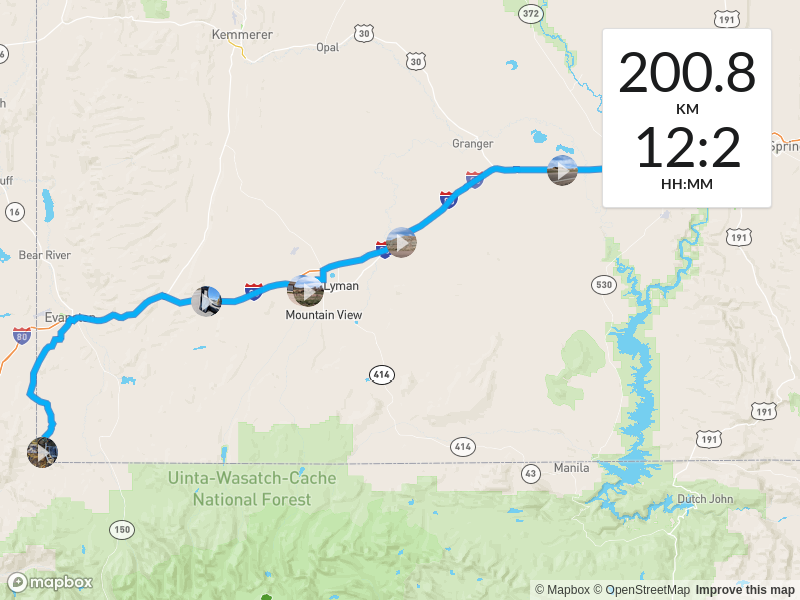 372
191
Kemmerer
Opal
30
30
200.8
KM
12:2
HH:MM
Granger
Sprin
uff
16
Bear River
191
80
530
Lyman
Mountain View
Evanston
80
414
191
414
191
43
Manila
Uinta-Wasatch-Cache
National Forest
Dutch John
150
mapbox
© Mapbox © OpenStreetMap Improve this map